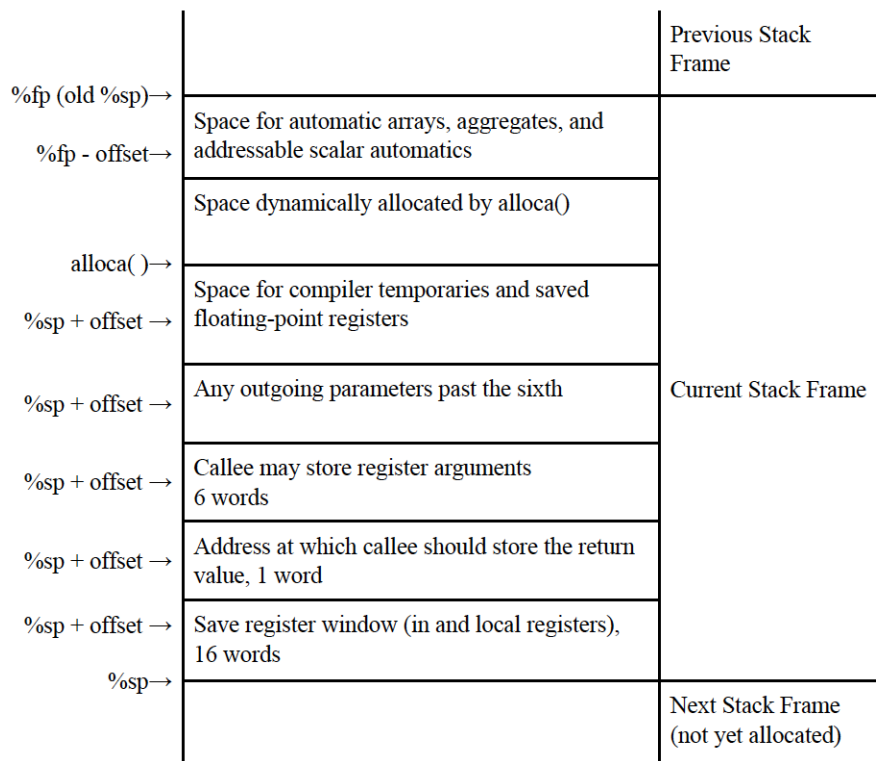 Previous Stack
Frame
%fp (old %sp)→
Space for automatic arrays, aggregates, and
addressable scalar automatics
%fp - offset→
Space dynamically allocated by alloca()
alloca( )→
Space for compiler temporaries and saved
floating-point registers
%sp + offset →
Any outgoing parameters past the sixth
%sp + offset →
Current Stack Frame
Callee may store register arguments
6 words
%sp + offset →
Address at which callee should store the return
value, 1 word
%sp + offset →
Save register window (in and local registers),
16 words
%sp + offset →
%sp→
Next Stack Frame
(not yet allocated)